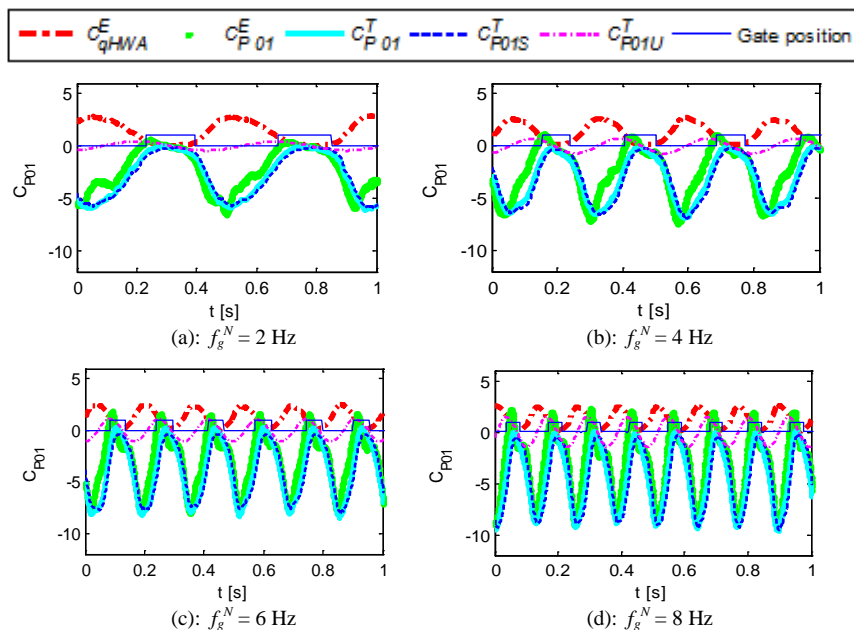 C^E_qHWA C^E_P 01 C^T_P 01 C^T_P01S C^T_P01U Gate position
5
0
-5
-10
C_P01
0 0.2 0.4 0.6 0.8 1
t [s]
(a): f_g^N = 2 Hz
5
0
-5
-10
C_P01
0 0.2 0.4 0.6 0.8 1
t [s]
(b): f_g^N = 4 Hz
5
0
-5
-10
C_P01
0 0.2 0.4 0.6 0.8 1
t [s]
(c): f_g^N = 6 Hz
5
0
-5
-10
C_P01
0 0.2 0.4 0.6 0.8 1
t [s]
(d): f_g^N = 8 Hz